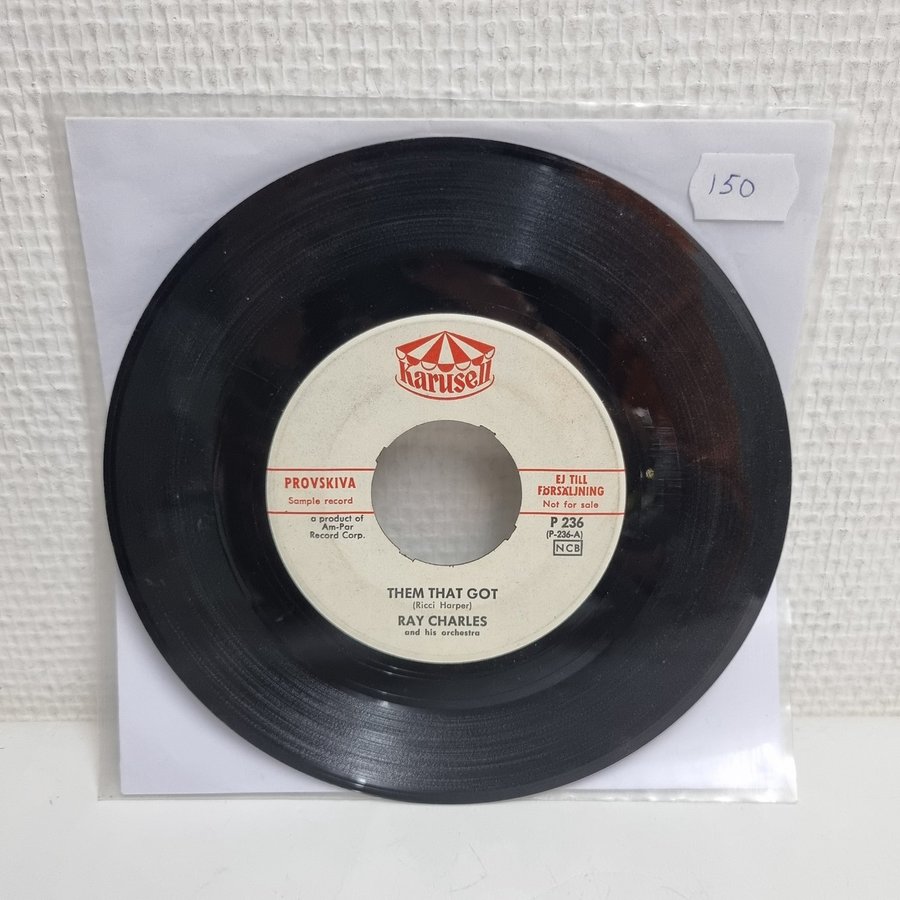 150
Karusell
PROVSKIVA
Sample record
EJ TILL
FÖRSÄLJNING
Not for sale
a product of
Am-Par
Record Corp.
P 236
(P-236-A)
NCB
THEM THAT GOT
(Ricci Harper)
RAY CHARLES
and his orchestra